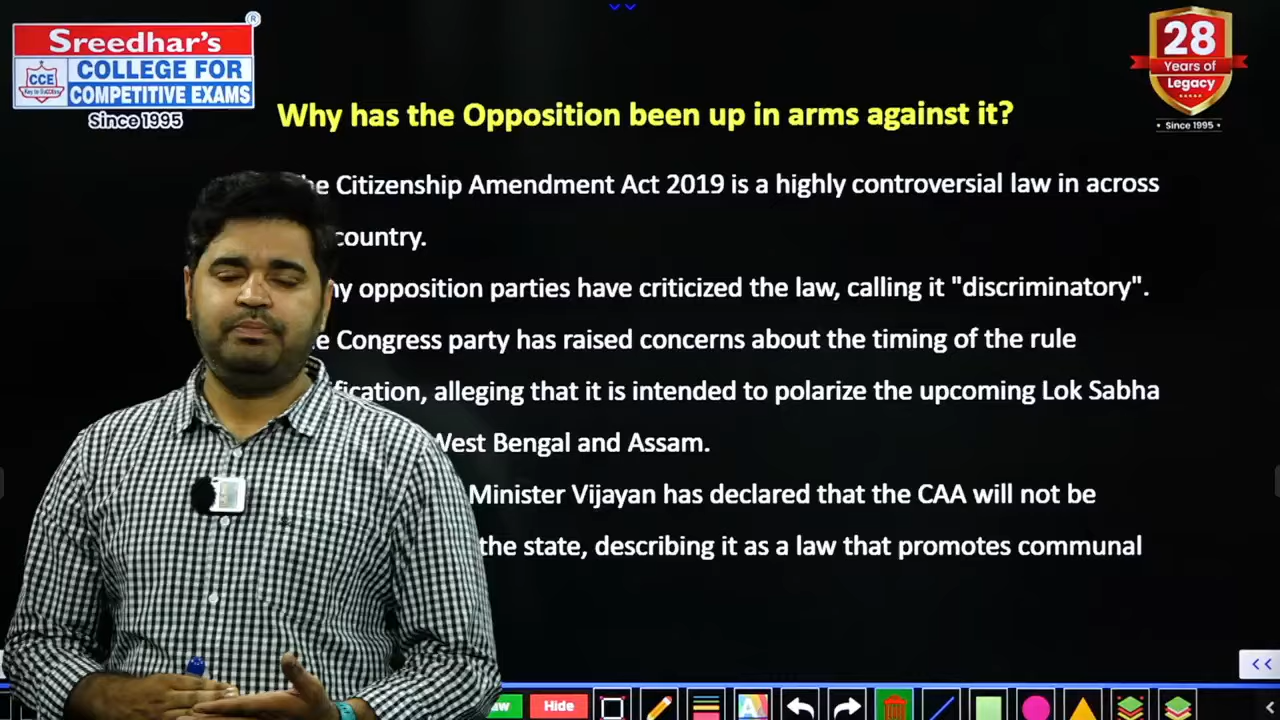 Sreedhar's
CCE
COLLEGE FOR
COMPETITIVE EXAMS
Since 1995
®
28
Years of
Legacy
• Since 1995 •
Why has the Opposition been up in arms against it?
Citizenship Amendment Act 2019 is a highly controversial law in across
country.
opposition parties have criticized the law, calling it "discriminatory".
Congress party has raised concerns about the timing of the rule
alleging that it is intended to polarize the upcoming Lok Sabha
West Bengal and Assam.
Minister Vijayan has declared that the CAA will not be
the state, describing it as a law that promotes communal
<<
Hide